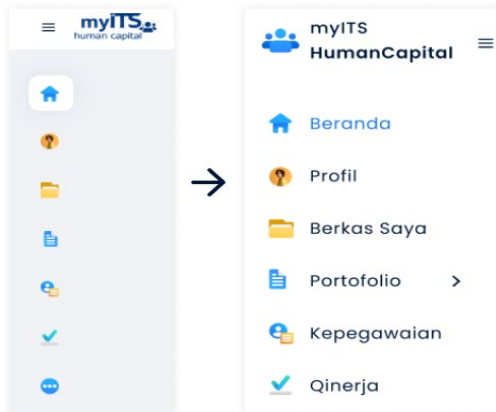 myITS
human capital
myITS
HumanCapital
Beranda
Profil
Berkas Saya
Portofolio
Kepegawaian
Qinerja